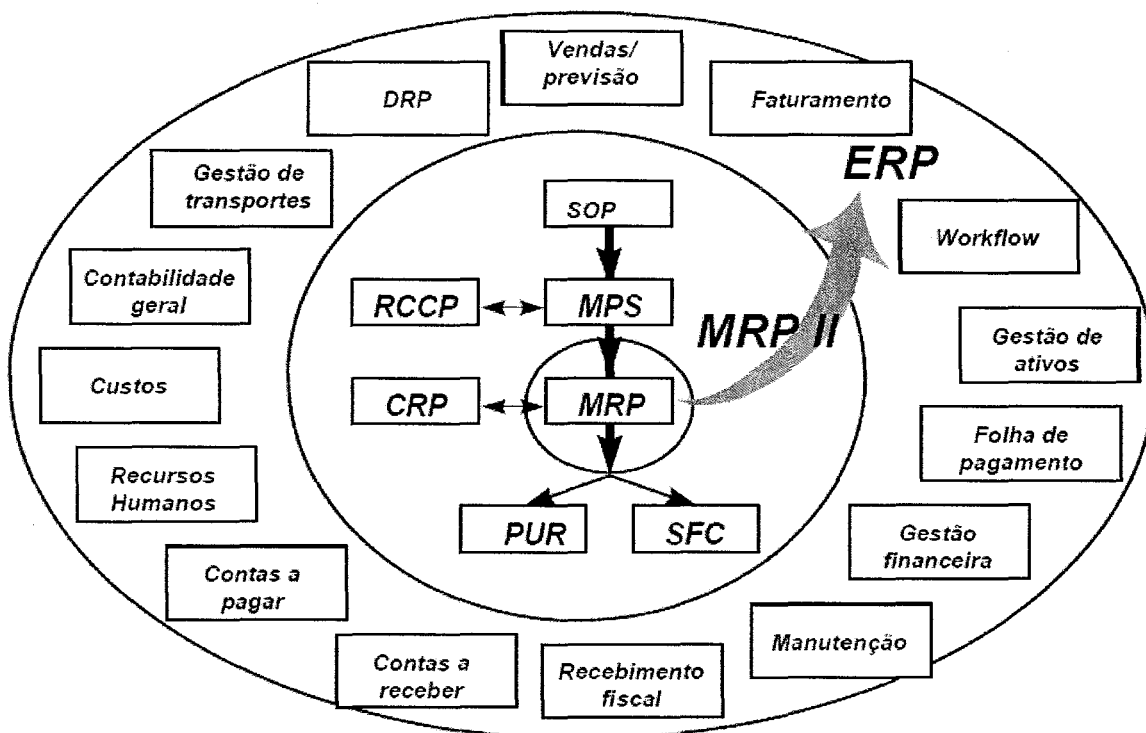 Vendas/
previsão
DRP
Faturamento
ERP
Gestão de
transportes
SOP
Workflow
Contabilidade
geral
RCCP
MPS
MRP II
Gestão de
ativos
Custos
CRP
MRP
Folha de
pagamento
Recursos
Humanos
PUR
SFC
Gestão
financeira
Contas a
pagar
Manutenção
Contas a
receber
Recebimento
fiscal